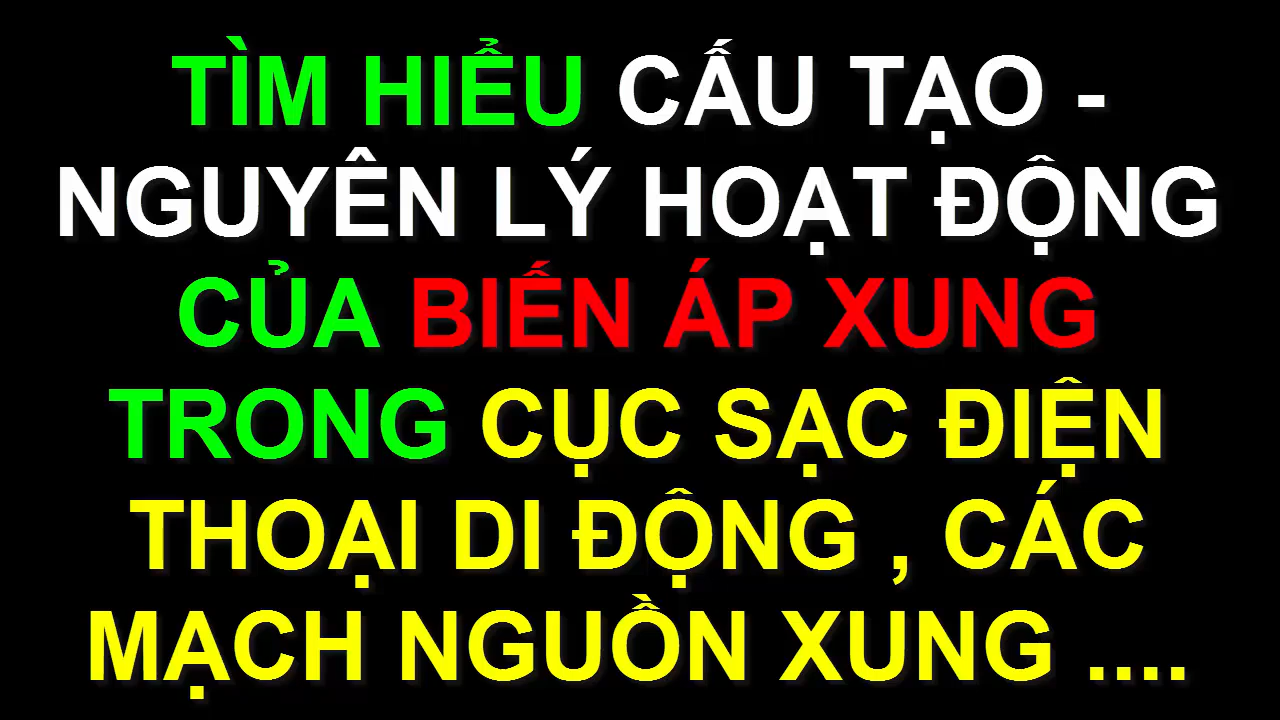 TÌM HIỂU CẤU TẠO -
NGUYÊN LÝ HOẠT ĐỘNG
CỦA BIẾN ÁP XUNG
TRONG CỤC SẠC ĐIỆN
THOẠI DI ĐỘNG , CÁC
MẠCH NGUỒN XUNG ....